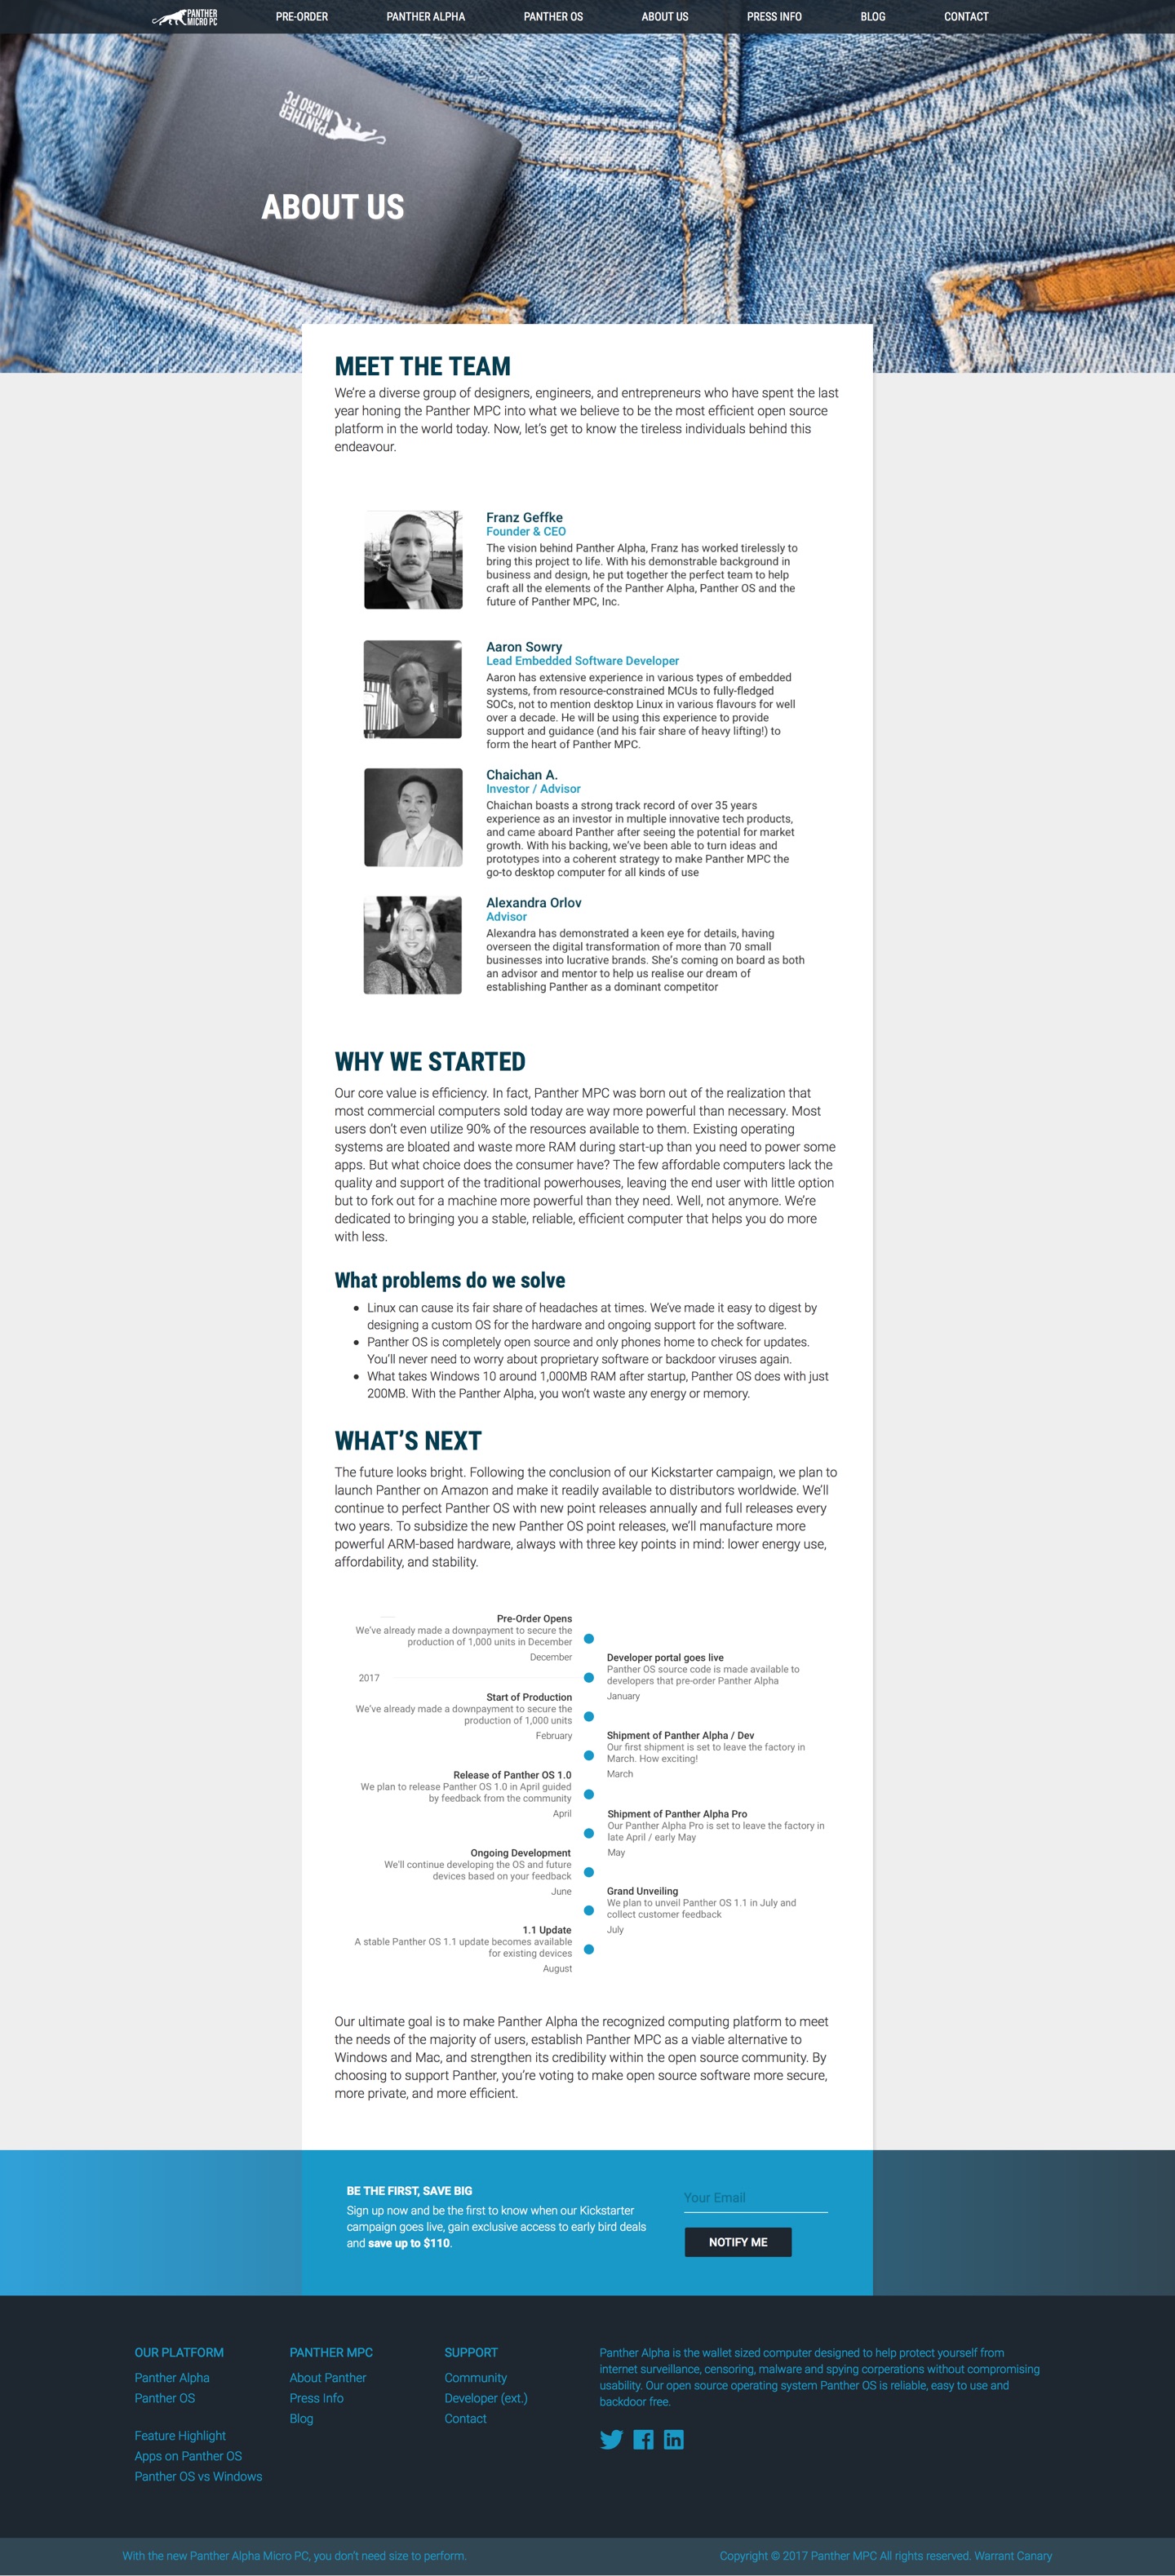 PANTHER
MICRO PC
PRE-ORDER
PANTHER ALPHA
PANTHER OS
ABOUT US
PRESS INFO
BLOG
CONTACT
PANTHER
MICRO PC
ABOUT US
MEET THE TEAM
We're a diverse group of designers, engineers, and entrepreneurs who have spent the last
year honing the Panther MPC into what we believe to be the most efficient open source
platform in the world today. Now, let's get to know the tireless individuals behind this
endeavour.
Franz Geffke
Founder & CEO
The vision behind Panther Alpha, Franz has worked tirelessly to
bring this project to life. With his demonstrable background in
business and design, he put together the perfect team to help
craft all the elements of the Panther Alpha, Panther OS and the
future of Panther MPC, Inc.
Aaron Sowry
Lead Embedded Software Developer
Aaron has extensive experience in various types of embedded
systems, from resource-constrained MCUs to fully-fledged
SOCs, not to mention desktop Linux in various flavours for well
over a decade. He will be using this experience to provide
support and guidance (and his fair share of heavy lifting!) to
form the heart of Panther MPC.
Chaichan A.
Investor / Advisor
Chaichan boasts a strong track record of over 35 years
experience as an investor in multiple innovative tech products,
and came aboard Panther after seeing the potential for market
growth. With his backing, we've been able to turn ideas and
prototypes into a coherent strategy to make Panther MPC the
go-to desktop computer for all kinds of use
Alexandra Orlov
Advisor
Alexandra has demonstrated a keen eye for details, having
overseen the digital transformation of more than 70 small
businesses into lucrative brands. She's coming on board as both
an advisor and mentor to help us realise our dream of
establishing Panther as a dominant competitor
WHY WE STARTED
Our core value is efficiency. In fact, Panther MPC was born out of the realization that
most commercial computers sold today are way more powerful than necessary. Most
users don't even utilize 90% of the resources available to them. Existing operating
systems are bloated and waste more RAM during start-up than you need to power some
apps. But what choice does the consumer have? The few affordable computers lack the
quality and support of the traditional powerhouses, leaving the end user with little option
but to fork out for a machine more powerful than they need. Well, not anymore. We're
dedicated to bringing you a stable, reliable, efficient computer that helps you do more
with less.
What problems do we solve
• Linux can cause its fair share of headaches at times. We've made it easy to digest by
designing a custom OS for the hardware and ongoing support for the software.
• Panther OS is completely open source and only phones home to check for updates.
You'll never need to worry about proprietary software or backdoor viruses again.
• What takes Windows 10 around 1,000MB RAM after startup, Panther OS does with just
200MB. With the Panther Alpha, you won't waste any energy or memory.
WHAT'S NEXT
The future looks bright. Following the conclusion of our Kickstarter campaign, we plan to
launch Panther on Amazon and make it readily available to distributors worldwide. We'll
continue to perfect Panther OS with new point releases annually and full releases every
two years. To subsidize the new Panther OS point releases, we'll manufacture more
powerful ARM-based hardware, always with three key points in mind: lower energy use,
affordability, and stability.
Pre-Order Opens
We've already made a downpayment to secure the
production of 1,000 units in December
December
Developer portal goes live
Panther OS source code is made available to
developers that pre-order Panther Alpha
January
2017
Start of Production
We've already made a downpayment to secure the
production of 1,000 units
February
Shipment of Panther Alpha / Dev
Our first shipment is set to leave the factory in
March. How exciting!
March
Release of Panther OS 1.0
We plan to release Panther OS 1.0 in April guided
by feedback from the community
April
Shipment of Panther Alpha Pro
Our Panther Alpha Pro is set to leave the factory in
late April / early May
May
Ongoing Development
We'll continue developing the OS and future
devices based on your feedback
June
Grand Unveiling
We plan to unveil Panther OS 1.1 in July and
collect customer feedback
July
1.1 Update
A stable Panther OS 1.1 update becomes available
for existing devices
August
Our ultimate goal is to make Panther Alpha the recognized computing platform to meet
the needs of the majority of users, establish Panther MPC as a viable alternative to
Windows and Mac, and strengthen its credibility within the open source community. By
choosing to support Panther, you're voting to make open source software more secure,
more private, and more efficient.
BE THE FIRST, SAVE BIG
Sign up now and be the first to know when our Kickstarter
campaign goes live, gain exclusive access to early bird deals
and save up to $110.
Your Email
NOTIFY ME
OUR PLATFORM
Panther Alpha
Panther OS
Feature Highlight
Apps on Panther OS
Panther OS vs Windows
PANTHER MPC
About Panther
Press Info
Blog
SUPPORT
Community
Developer (ext.)
Contact
Panther Alpha is the wallet sized computer designed to help protect yourself from
internet surveillance, censoring, malware and spying corperations without compromising
usability. Our open source operating system Panther OS is reliable, easy to use and
backdoor free.
With the new Panther Alpha Micro PC, you don't need size to perform.
Copyright © 2017 Panther MPC All rights reserved. Warrant Canary